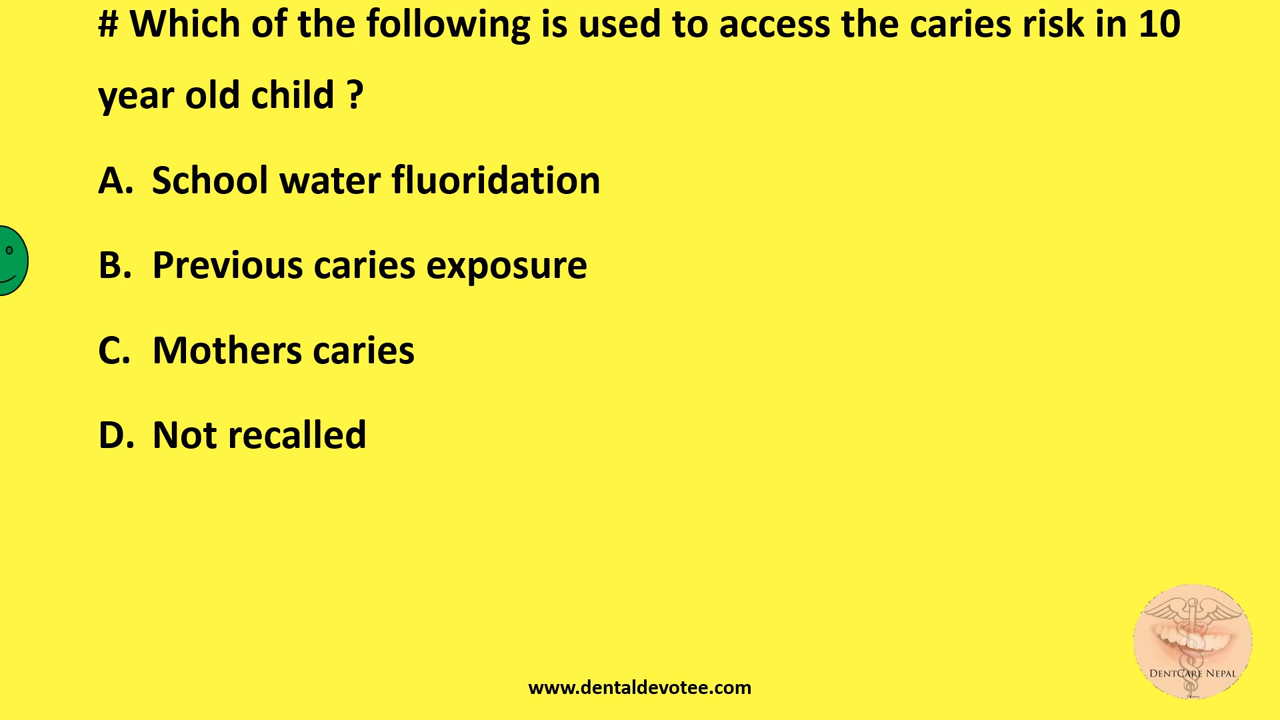 # Which of the following is used to access the caries risk in 10
year old child ?
A. School water fluoridation
B. Previous caries exposure
C. Mothers caries
D. Not recalled
DENTCARE NEPAL
www.dentaldevotee.com